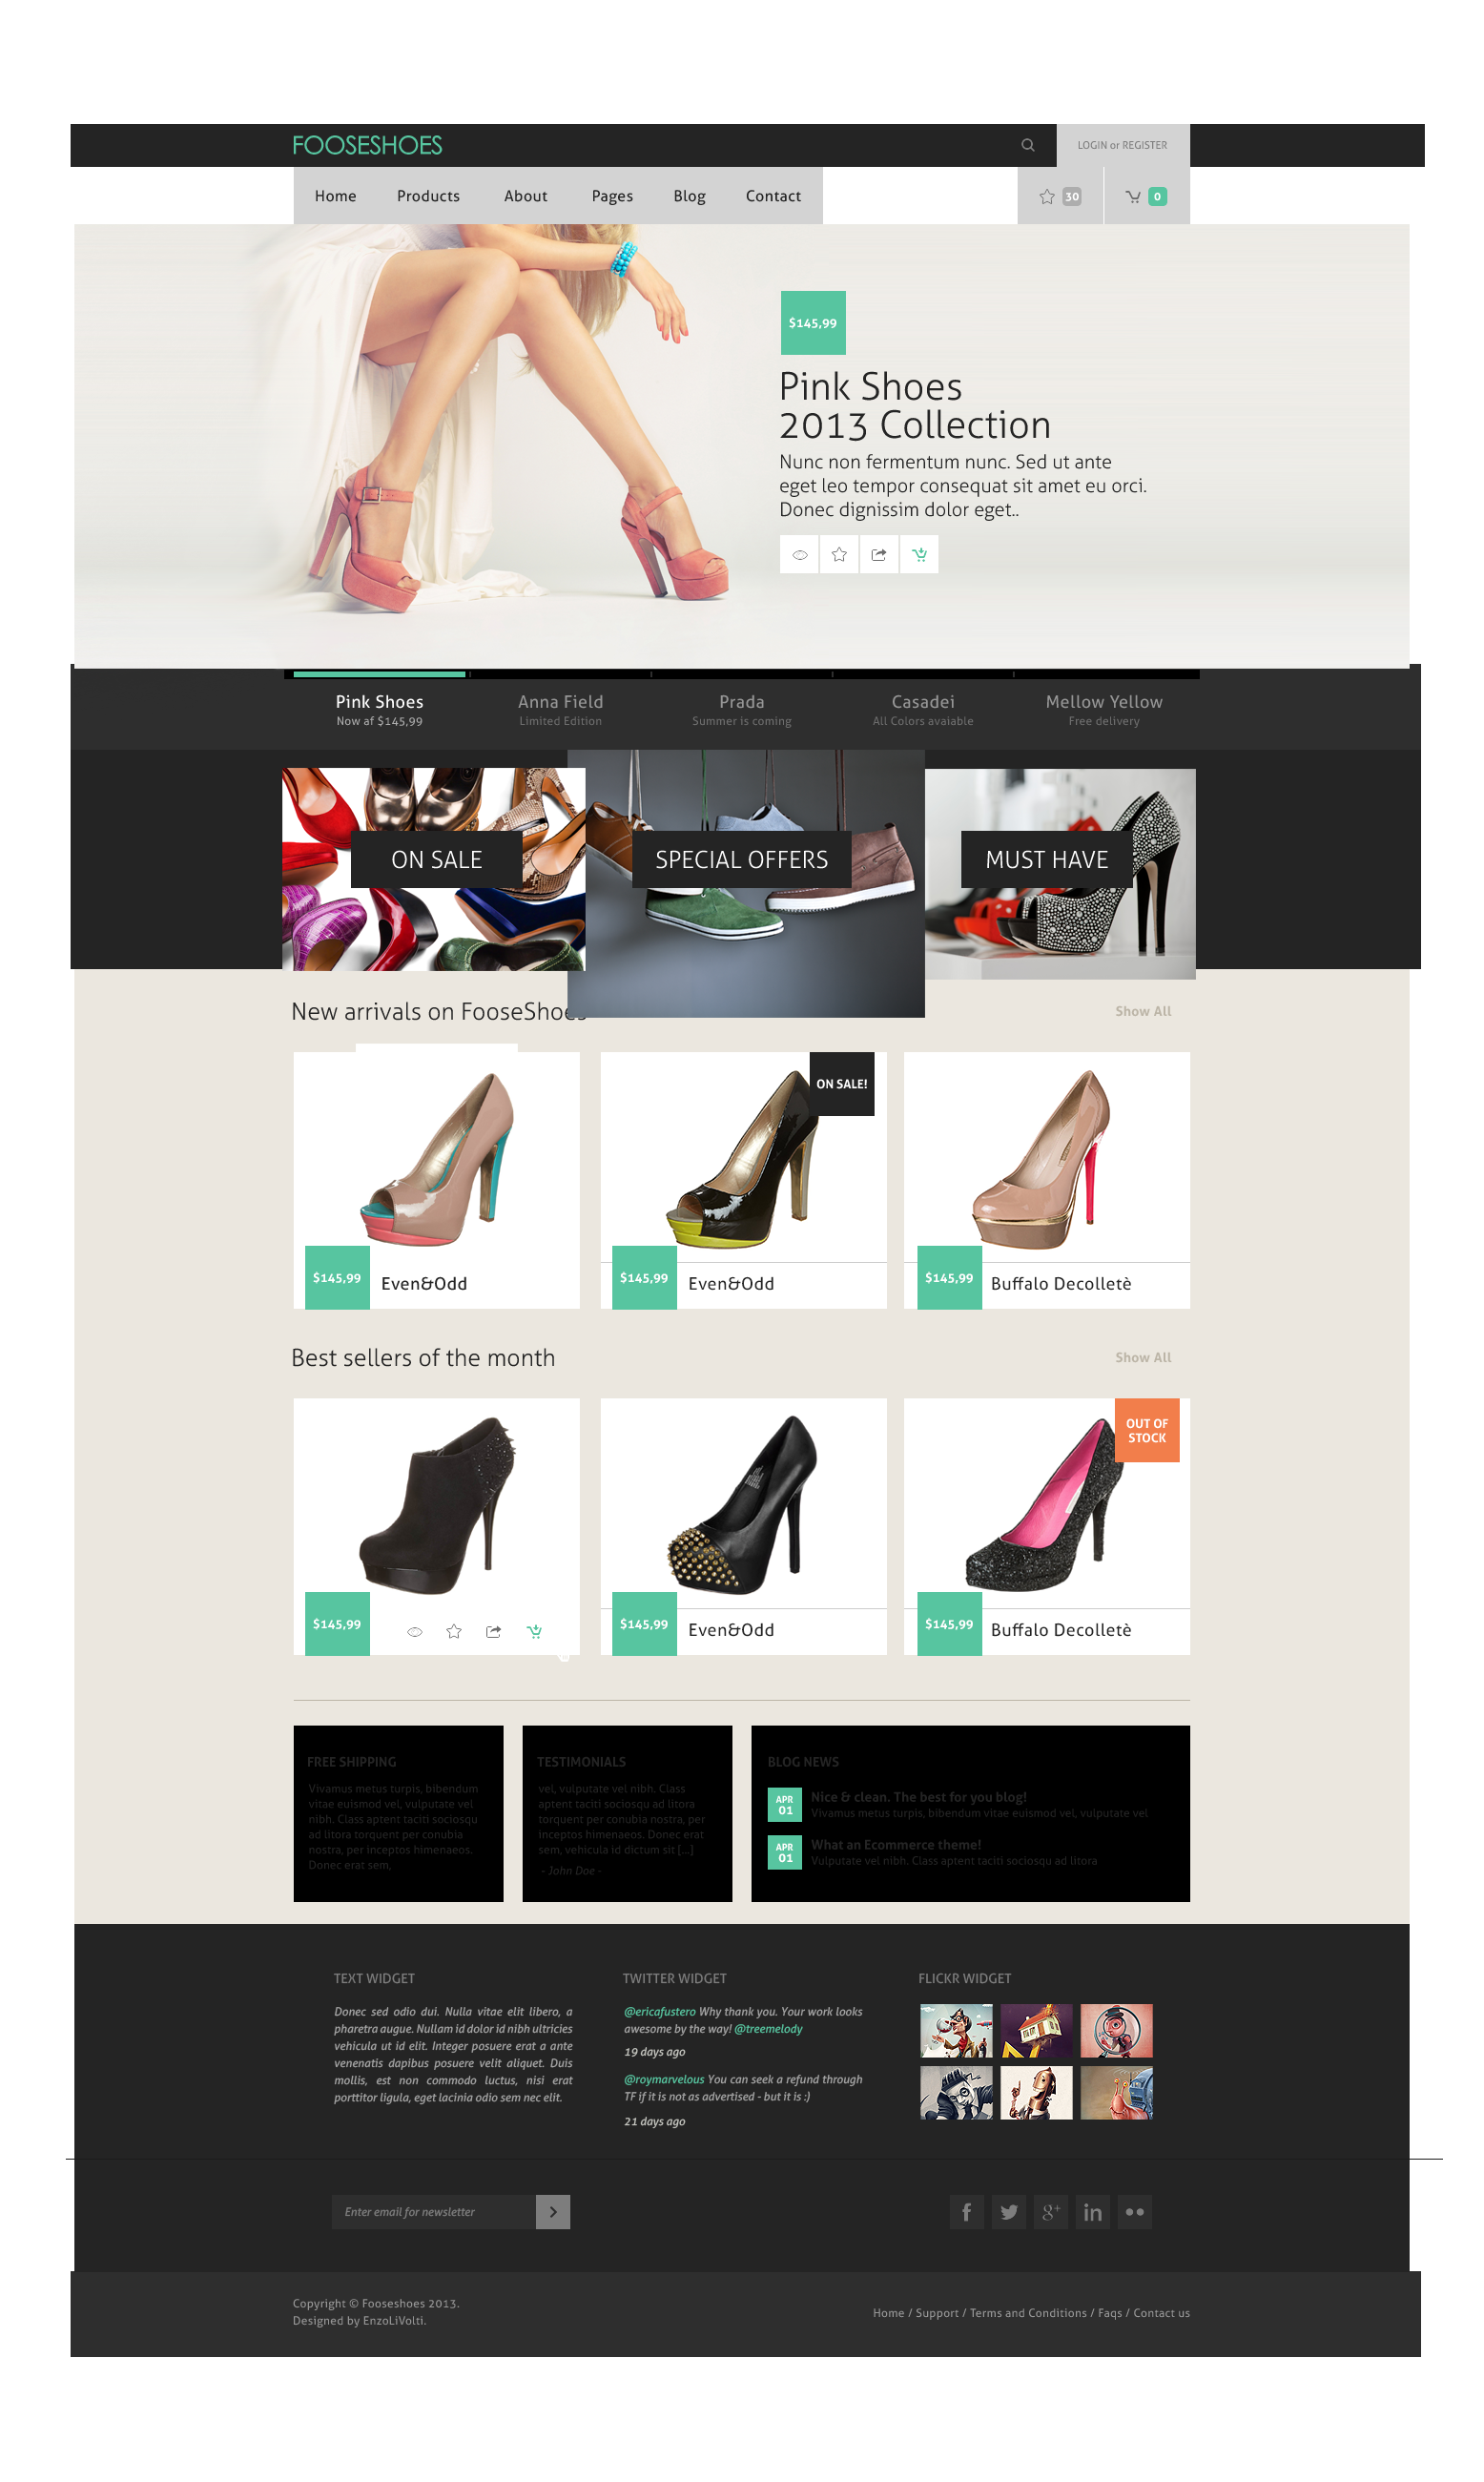 FOOSESHOES
LOGIN or REGISTER
Home Products About Pages Blog Contact
30 0
$145,99
Pink Shoes
2013 Collection
Nunc non fermentum nunc. Sed ut ante
eget leo tempor consequat sit amet eu orci.
Donec dignissim dolor eget..
Pink Shoes
Now af $145,99
Anna Field
Limited Edition
Prada
Summer is coming
Casadei
All Colors avaiable
Mellow Yellow
Free delivery
ON SALE
SPECIAL OFFERS
MUST HAVE
New arrivals on FooseShoes
Show All
ON SALE!
$145,99 Even&Odd
$145,99 Even&Odd
$145,99 Buffalo Decolletè
Best sellers of the month
Show All
OUT OF
STOCK
$145,99
$145,99 Even&Odd
$145,99 Buffalo Decolletè
FREE SHIPPING
Vivamus metus turpis, bibendum
vitae euismod vel, vulputate vel
nibh. Class aptent taciti sociosqu
ad litora torquent per conubia
nostra, per inceptos himenaeos.
Donec erat sem,
TESTIMONIALS
vel, vulputate vel nibh. Class
aptent taciti sociosqu ad litora
torquent per conubia nostra, per
inceptos himenaeos. Donec erat
sem, vehicula id dictum sit [...]
- John Doe -
BLOG NEWS
APR
01
Nice & clean. The best for you blog!
Vivamus metus turpis, bibendum vitae euismod vel, vulputate vel
APR
01
What an Ecommerce theme!
Vulputate vel nibh. Class aptent taciti sociosqu ad litora
TEXT WIDGET
Donec sed odio dui. Nulla vitae elit libero, a
pharetra augue. Nullam id dolor id nibh ultricies
vehicula ut id elit. Integer posuere erat a ante
venenatis dapibus posuere velit aliquet. Duis
mollis, est non commodo luctus, nisi erat
porttitor ligula, eget lacinia odio sem nec elit.
TWITTER WIDGET
@ericafustero Why thank you. Your work looks
awesome by the way! @treemelody
19 days ago
@roymarvelous You can seek a refund through
TF if it is not as advertised - but it is :)
21 days ago
FLICKR WIDGET
Enter email for newsletter
Copyright © Fooseshoes 2013.
Designed by EnzoLiVolti.
Home / Support / Terms and Conditions / Faqs / Contact us